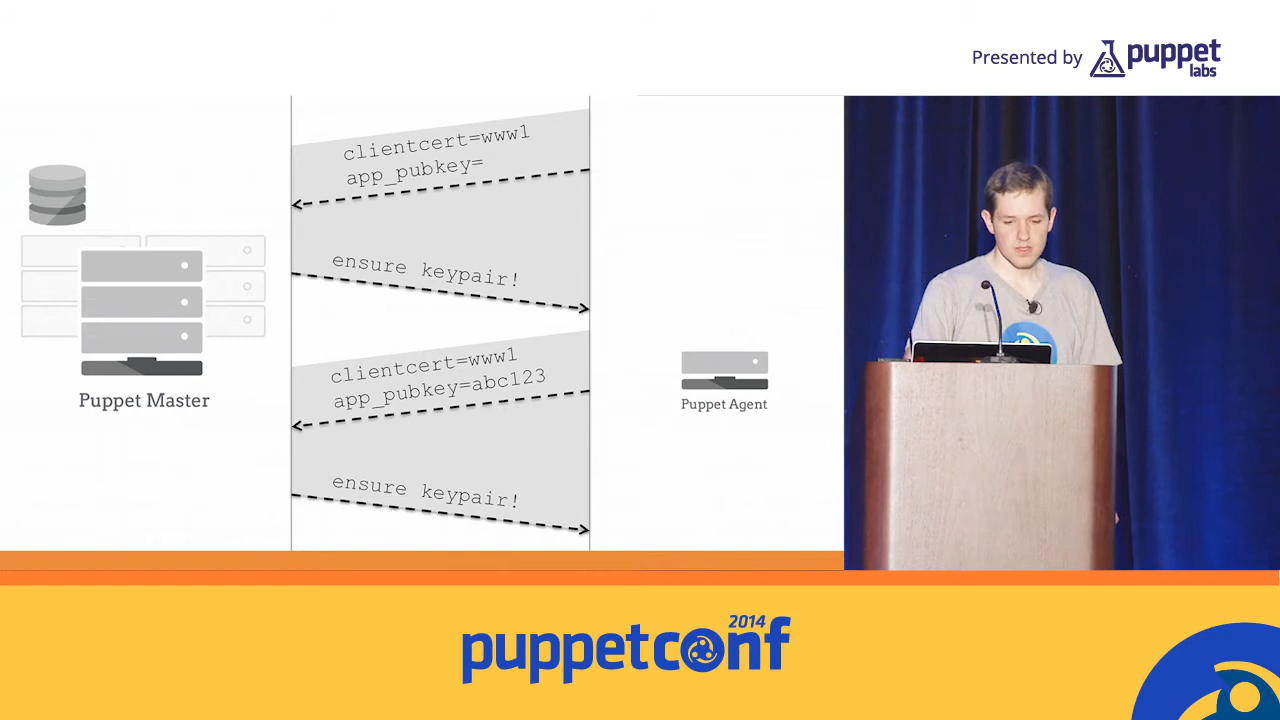 Presented by puppet labs
clientcert=www1
app_pubkey=
ensure keypair!
clientcert=www1
app_pubkey=abc123
ensure keypair!
Puppet Master
Puppet Agent
puppetconf 2014